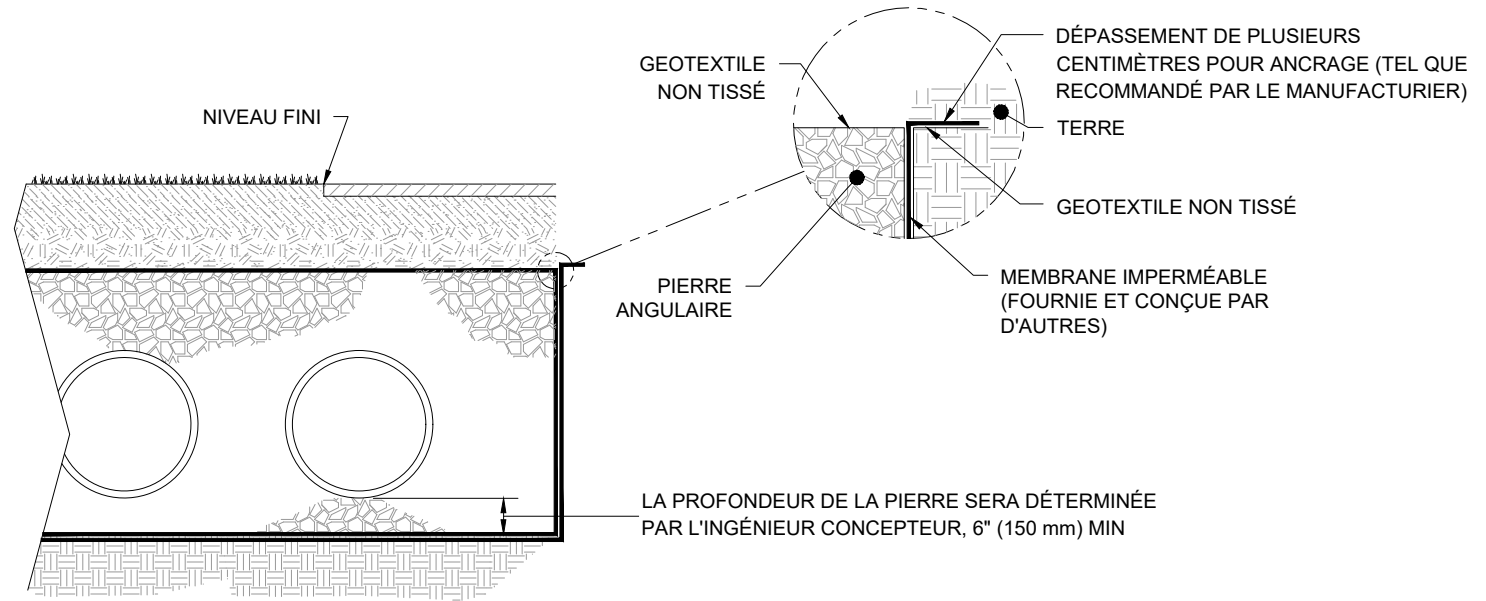 GEOTEXTILE
NON TISSÉ
DÉPASSEMENT DE PLUSIEURS
CENTIMÈTRES POUR ANCRAGE (TEL QUE
RECOMMANDÉ PAR LE MANUFACTURIER)
NIVEAU FINI
TERRE
GEOTEXTILE NON TISSÉ
PIERRE
ANGULAIRE
MEMBRANE IMPERMÉABLE
(FOURNIE ET CONÇUE PAR
D'AUTRES)
LA PROFONDEUR DE LA PIERRE SERA DÉTERMINÉE
PAR L'INGÉNIEUR CONCEPTEUR, 6" (150 mm) MIN